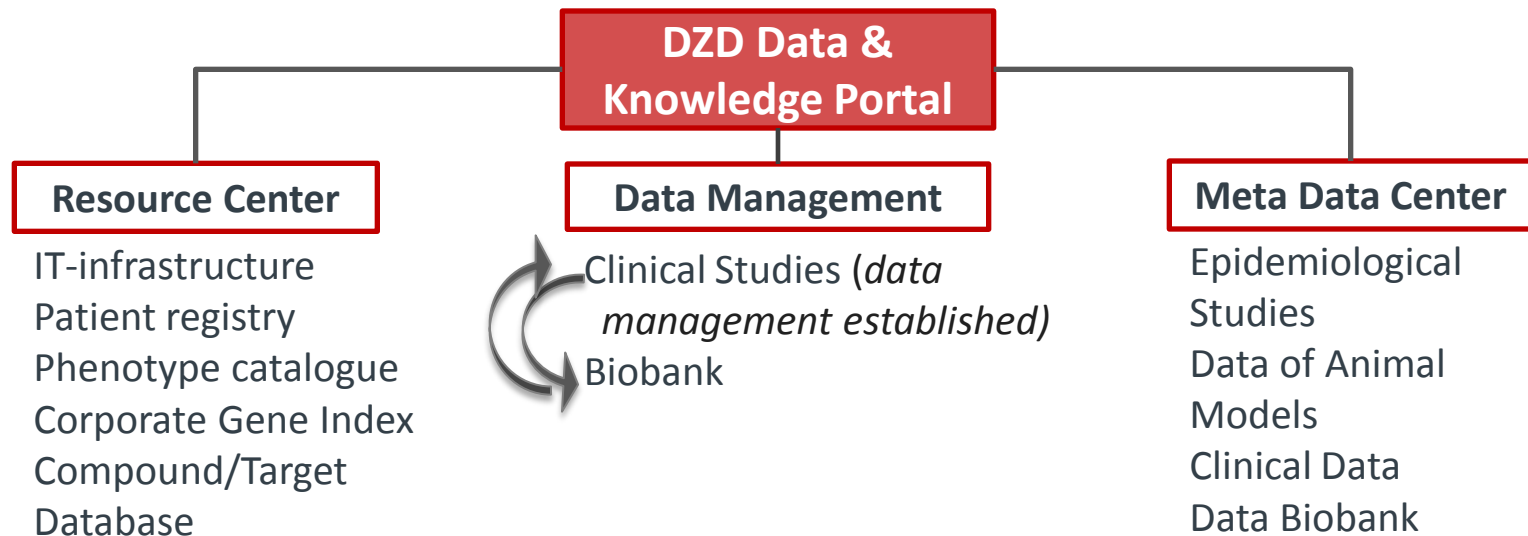 DZD Data &
Knowledge Portal
Resource Center
IT-infrastructure
Patient registry
Phenotype catalogue
Corporate Gene Index
Compound/Target
Database
Data Management
Clinical Studies (data
management established)
Biobank
Meta Data Center
Epidemiological
Studies
Data of Animal
Models
Clinical Data
Data Biobank